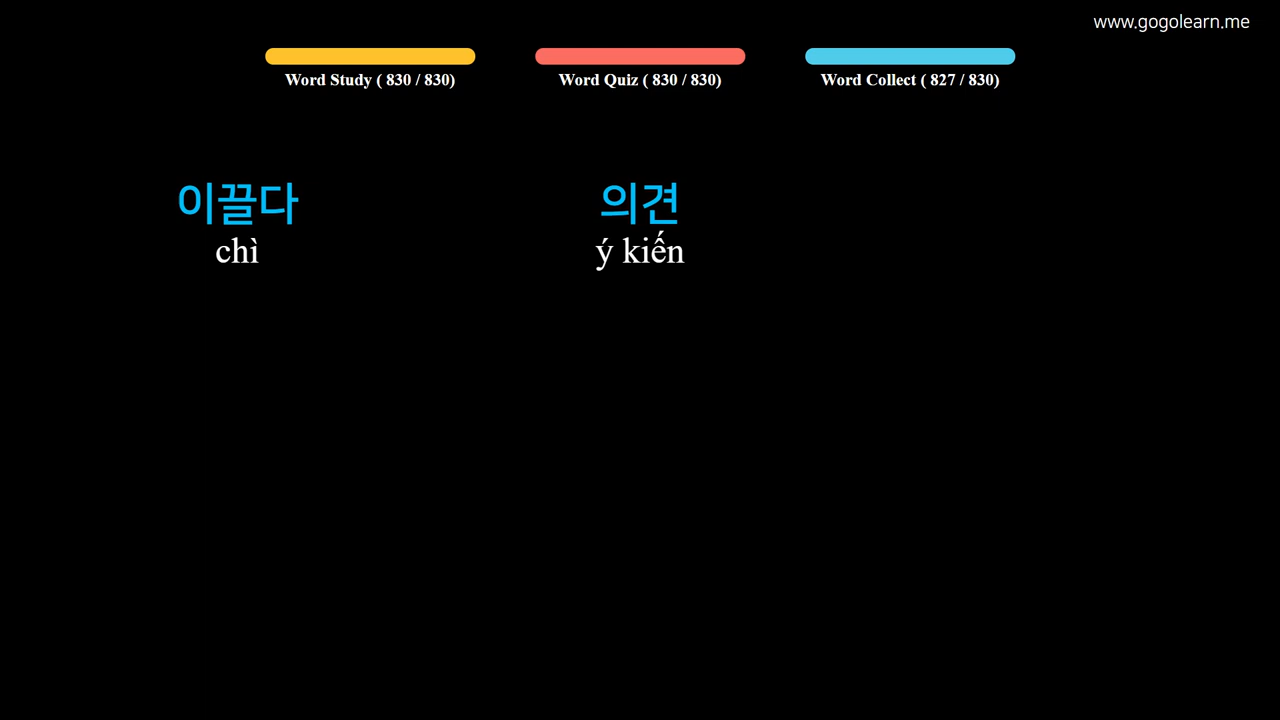 www.gogolearn.me
Word Study ( 830 / 830)
Word Quiz ( 830 / 830)
Word Collect ( 827 / 830)
이끌다
chì
의견
ý kiến